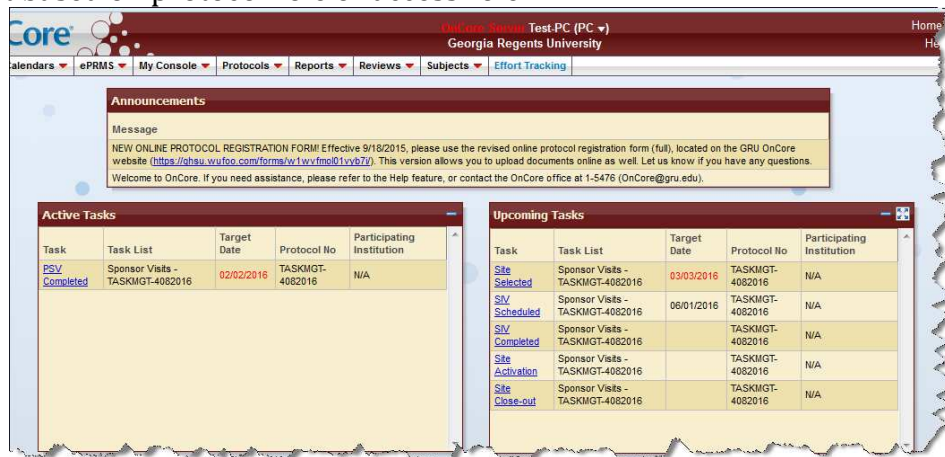 Core
OnCore Server Test-PC (PC ▾)
Georgia Regents University
Home
He
alendars ePRMS My Console Protocols Reports Reviews Subjects Effort Tracking
Announcements
Message
NEW ONLINE PROTOCOL REGISTRATION FORM! Effective 9/18/2015, please use the revised online protocol registration form (full), located on the GRU OnCore
website (https://ghsu.wufoo.com/forms/w1wvfmol01vyb7i/). This version allows you to upload documents online as well. Let us know if you have any questions.
Welcome to OnCore. If you need assistance, please refer to the Help feature, or contact the OnCore office at 1-5476 (OnCore@gru.edu).
Active Tasks
Task Task List Target Date Protocol No Participating Institution
PSV Completed Sponsor Visits - TASKMGT-4082016 02/02/2016 TASKMGT-4082016 N/A
Upcoming Tasks
Task Task List Target Date Protocol No Participating Institution
Site Selected Sponsor Visits - TASKMGT-4082016 03/03/2016 TASKMGT-4082016 N/A
SIV Scheduled Sponsor Visits - TASKMGT-4082016 06/01/2016 TASKMGT-4082016 N/A
SIV Completed Sponsor Visits - TASKMGT-4082016 TASKMGT-4082016 N/A
Site Activation Sponsor Visits - TASKMGT-4082016 TASKMGT-4082016 N/A
Site Close-out Sponsor Visits - TASKMGT-4082016 TASKMGT-4082016 N/A